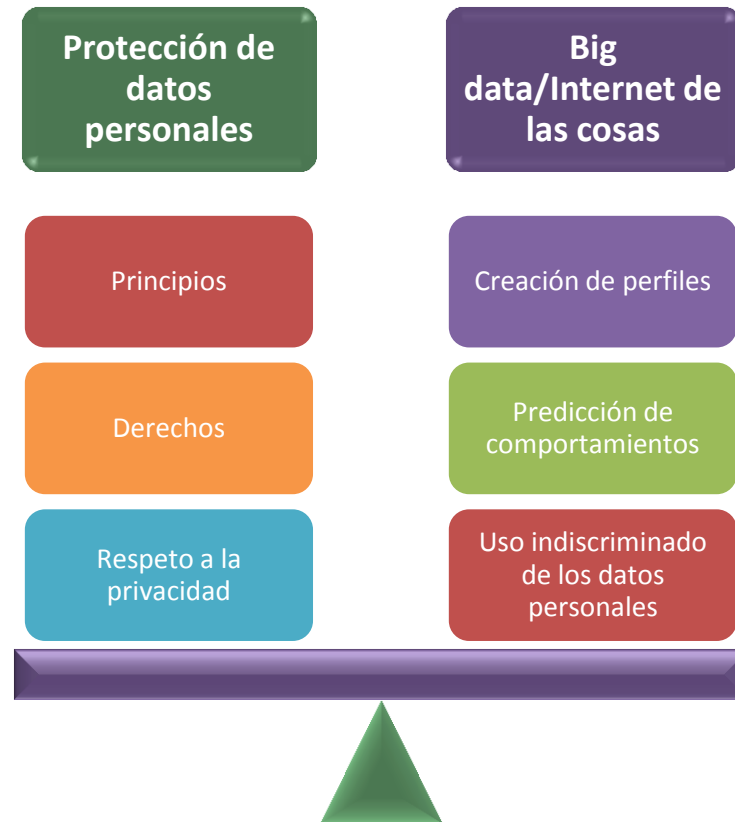 Protección de
datos
personales
Big
data/Internet de
las cosas
Principios
Creación de perfiles
Derechos
Predicción de
comportamientos
Respeto a la
privacidad
Uso indiscriminado
de los datos
personales